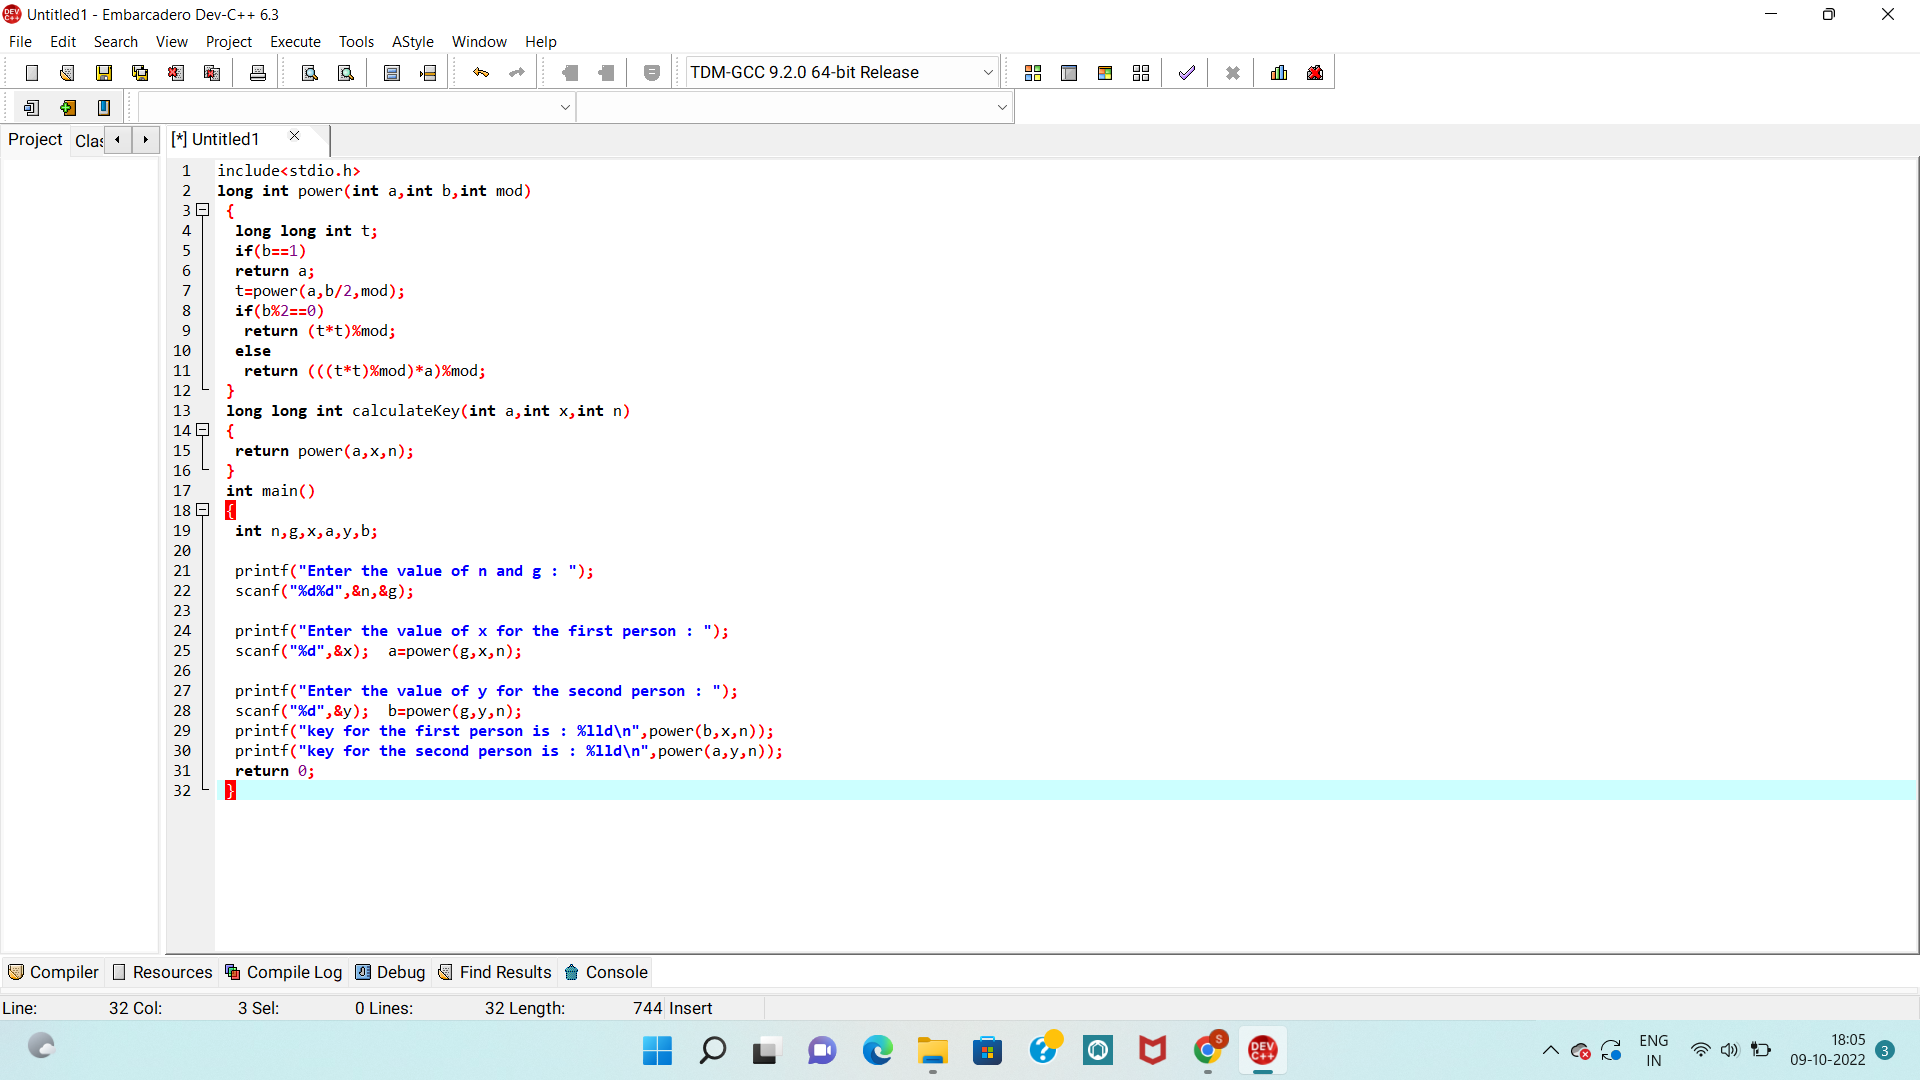 Untitled1 - Embarcadero Dev-C++ 6.3
File Edit Search View Project Execute Tools AStyle Window Help
TDM-GCC 9.2.0 64-bit Release
Project Clas [*] Untitled1
1 include<stdio.h>
2 long int power(int a,int b,int mod)
3 {
4 long long int t;
5 if(b==1)
6 return a;
7 t=power(a,b/2,mod);
8 if(b%2==0)
9 return (t*t)%mod;
10 else
11 return (((t*t)%mod)*a)%mod;
12 }
13 long long int calculateKey(int a,int x,int n)
14 {
15 return power(a,x,n);
16 }
17 int main()
18 {
19 int n,g,x,a,y,b;
20
21 printf("Enter the value of n and g : ");
22 scanf("%d%d",&n,&g);
23
24 printf("Enter the value of x for the first person : ");
25 scanf("%d",&x); a=power(g,x,n);
26
27 printf("Enter the value of y for the second person : ");
28 scanf("%d",&y); b=power(g,y,n);
29 printf("key for the first person is : %lld\n",power(b,x,n));
30 printf("key for the second person is : %lld\n",power(a,y,n));
31 return 0;
32 }
Compiler Resources Compile Log Debug Find Results Console
Line: 32 Col: 3 Sel: 0 Lines: 32 Length: 744 Insert
S
DEV C++
ENG
IN
18:05
09-10-2022
3